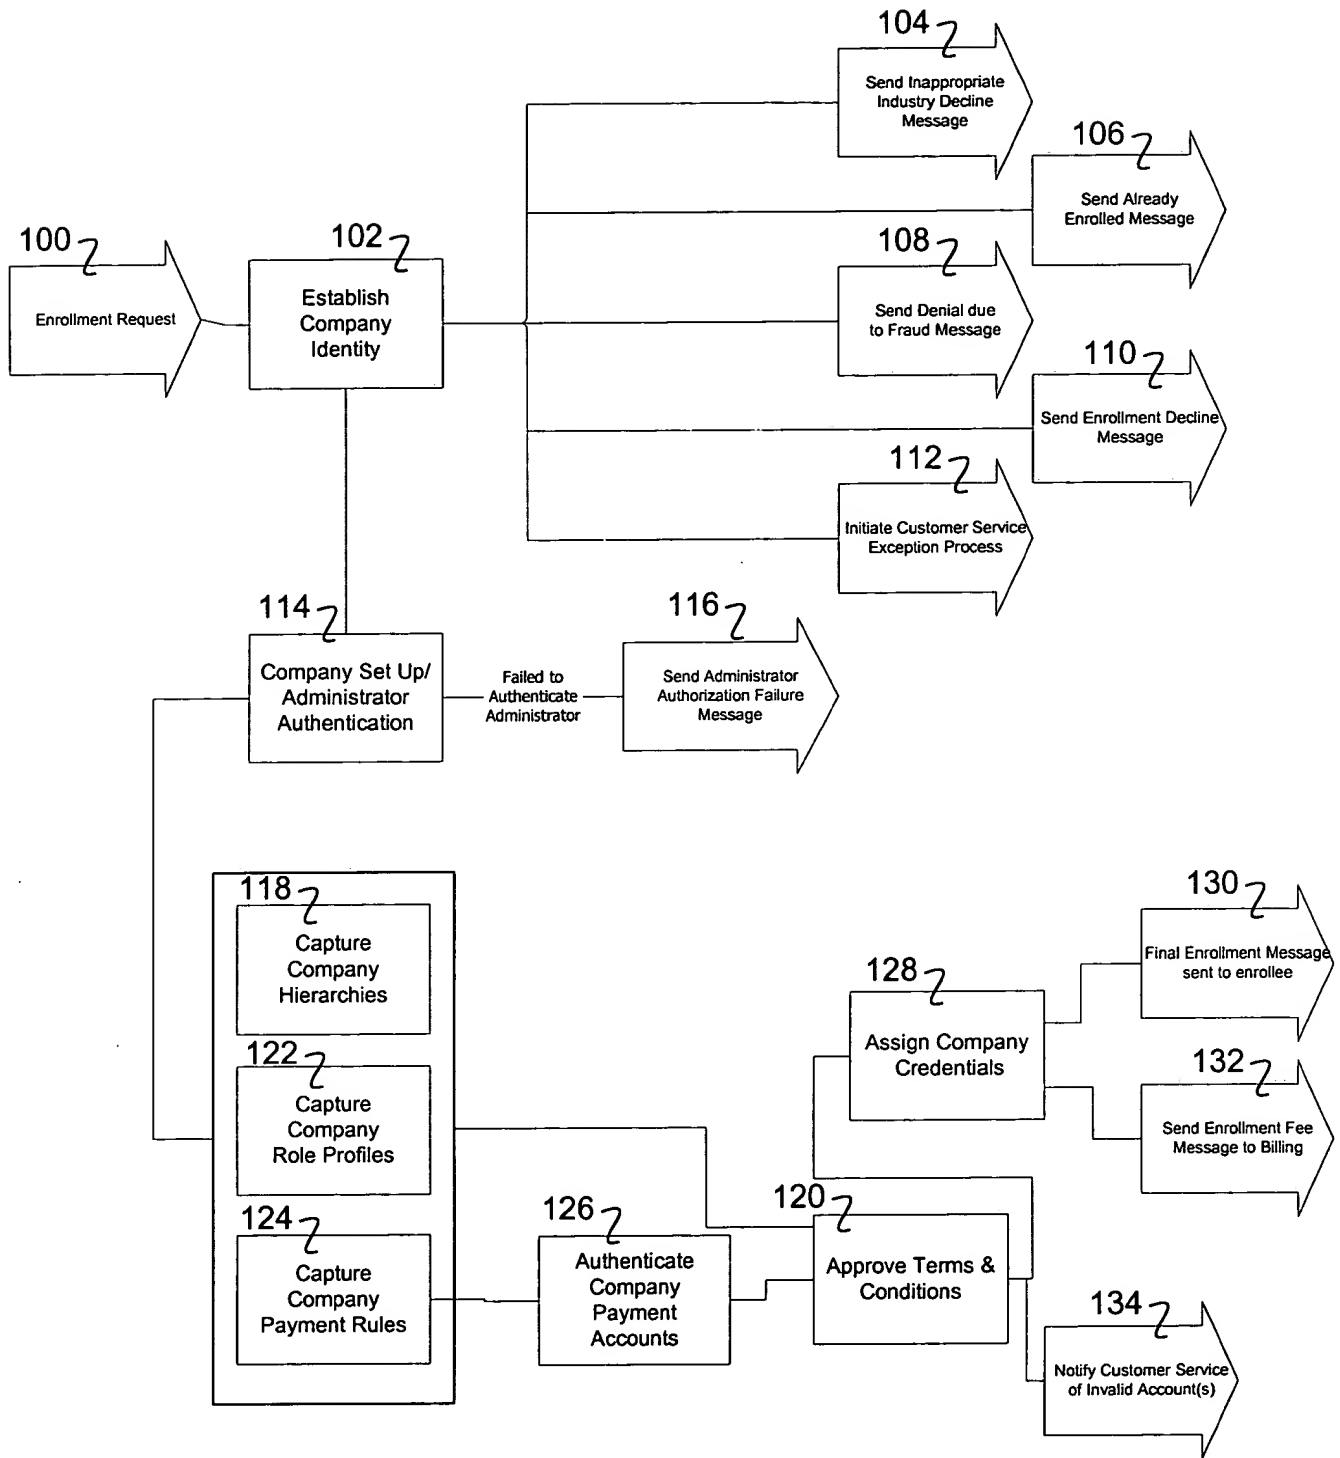 104
Send Inappropriate
Industry Decline
Message
106
Send Already
Enrolled Message
100
Enrollment Request
102
Establish
Company
Identity
108
Send Denial due
to Fraud Message
110
Send Enrollment Decline
Message
112
Initiate Customer Service
Exception Process
114
Company Set Up/
Administrator
Authentication
Failed to
Authenticate
Administrator
116
Send Administrator
Authorization Failure
Message
118
Capture
Company
Hierarchies
122
Capture
Company
Role Profiles
124
Capture
Company
Payment Rules
126
Authenticate
Company
Payment
Accounts
120
Approve Terms &
Conditions
128
Assign Company
Credentials
130
Final Enrollment Message
sent to enrollee
132
Send Enrollment Fee
Message to Billing
134
Notify Customer Service
of Invalid Account(s)